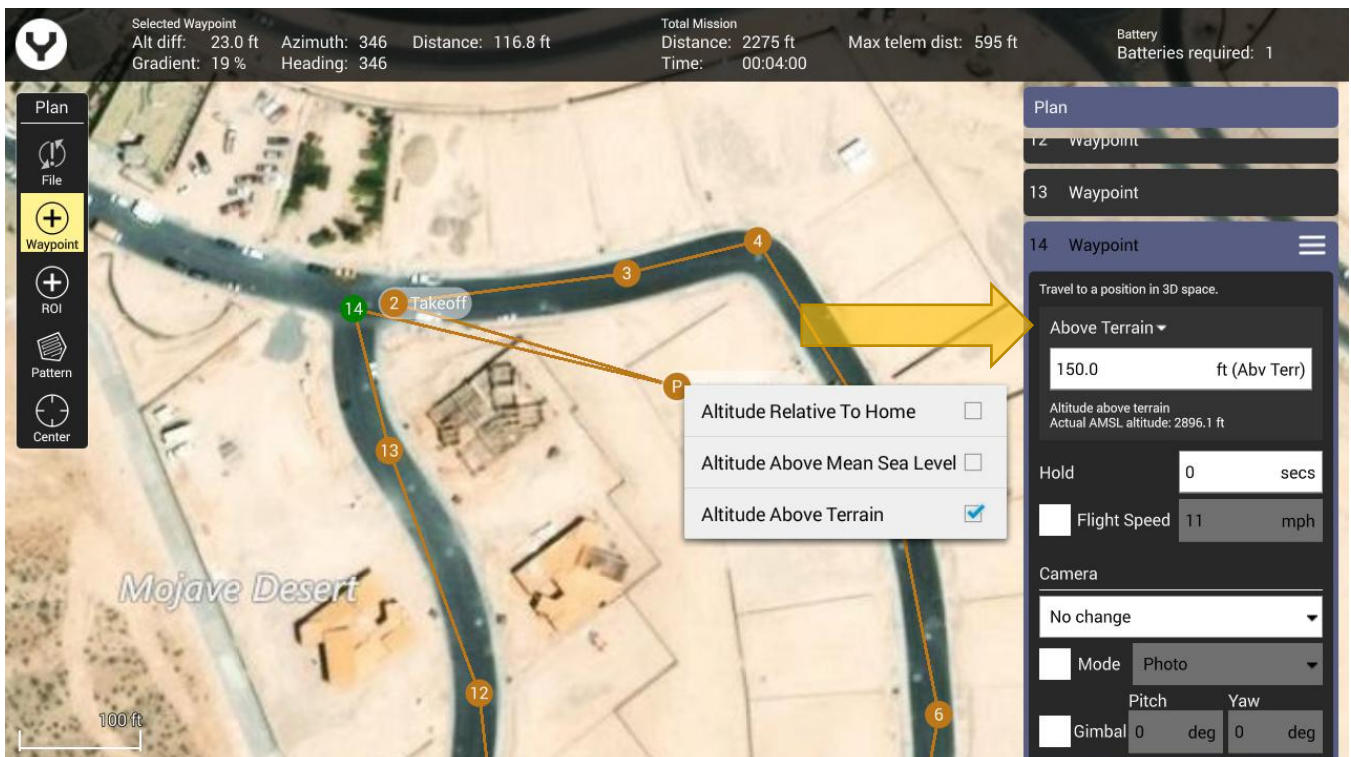 Selected Waypoint
Alt diff: 23.0 ft Azimuth: 346 Distance: 116.8 ft
Gradient: 19 % Heading: 346
Total Mission
Distance: 2275 ft Max telem dist: 595 ft
Time: 00:04:00
Battery
Batteries required: 1
Plan
File
Waypoint
ROI
Pattern
Center
4
3
14
2 Takeoff
P
13
12
6
Mojave Desert
100 ft
Altitude Relative To Home
Altitude Above Mean Sea Level
Altitude Above Terrain
Plan
12 Waypoint
13 Waypoint
14 Waypoint
Travel to a position in 3D space.
Above Terrain
150.0 ft (Abv Terr)
Altitude above terrain
Actual AMSL altitude: 2896.1 ft
Hold 0 secs
Flight Speed 11 mph
Camera
No change
Mode Photo
Pitch Yaw
Gimbal 0 deg 0 deg